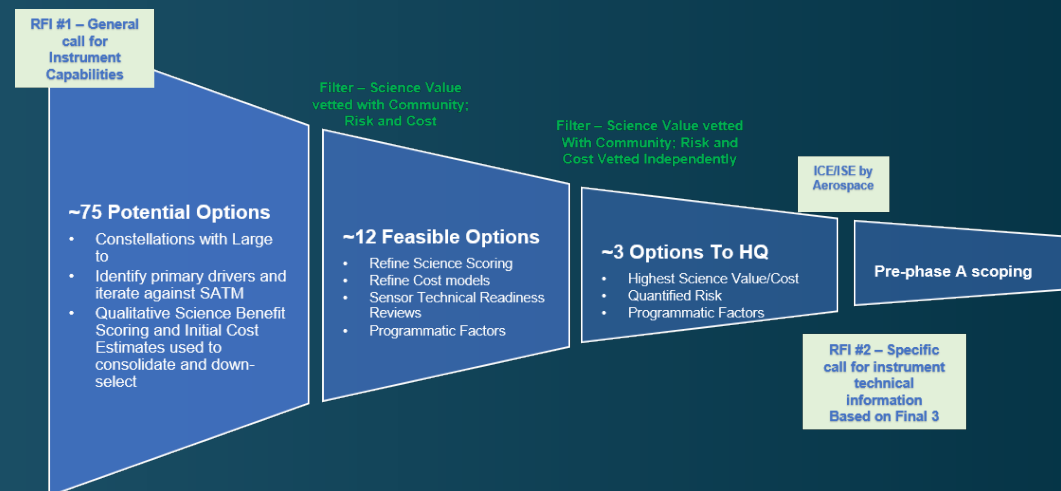 RFI #1 – General
call for
Instrument
Capabilities
Filter – Science Value
vetted with Community;
Risk and Cost
Filter – Science Value vetted
With Community; Risk and
Cost Vetted Independently
ICE/ISE by
Aerospace
~75 Potential Options
• Constellations with Large
to
• Identify primary drivers and
iterate against SATM
• Qualitative Science Benefit
Scoring and Initial Cost
Estimates used to
consolidate and down-
select
~12 Feasible Options
• Refine Science Scoring
• Refine Cost models
• Sensor Technical Readiness
Reviews
• Programmatic Factors
~3 Options To HQ
• Highest Science Value/Cost
• Quantified Risk
• Programmatic Factors
Pre-phase A scoping
RFI #2 – Specific
call for instrument
technical
information
Based on Final 3